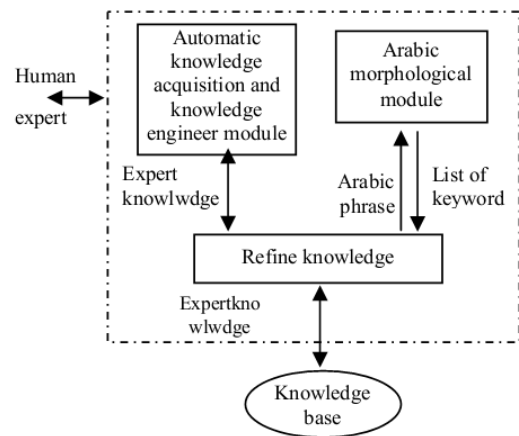 Human
expert
Automatic
knowledge
acquisition and
knowledge
engineer module
Arabic
morphological
module
Expert
knowlwdge
Arabic
phrase
List of
keyword
Refine knowledge
Expertkno
wlwdge
Knowledge
base